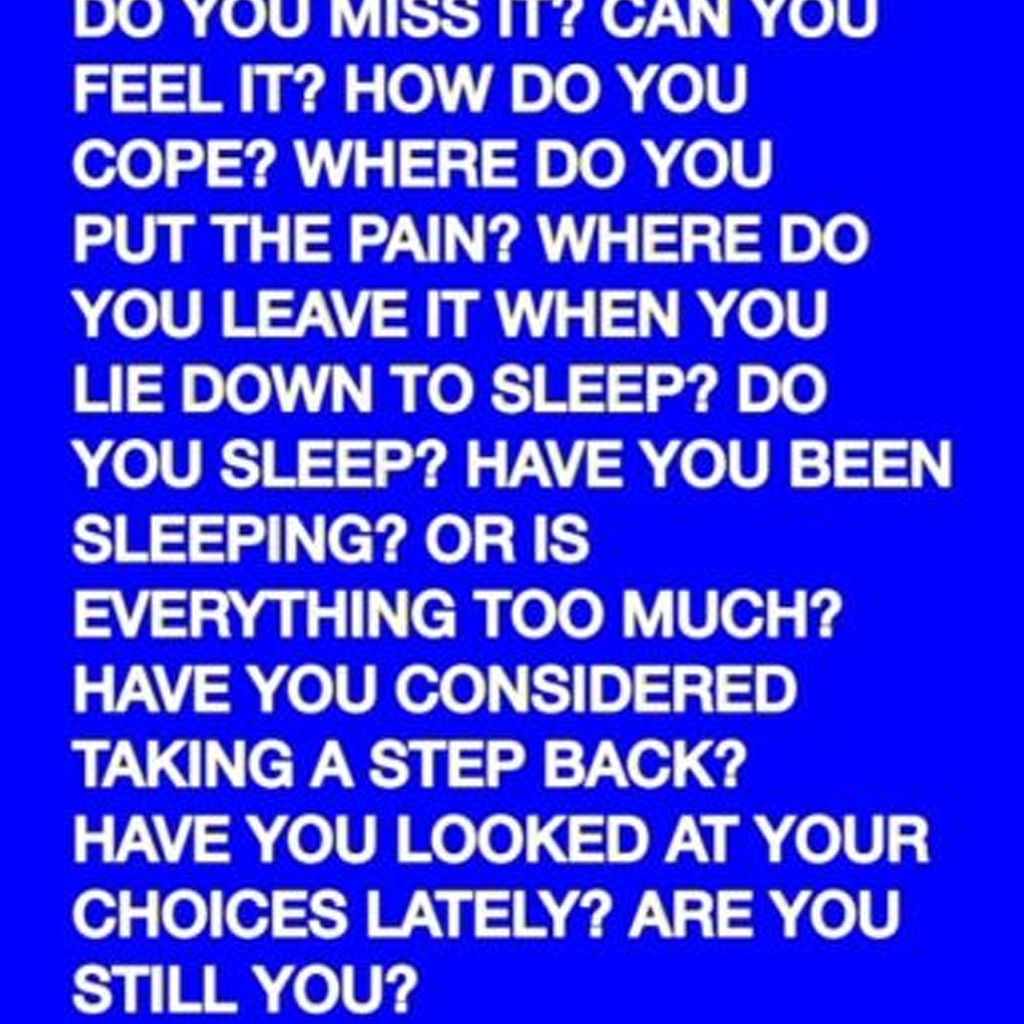 DO YOU MISS IT? CAN YOU
FEEL IT? HOW DO YOU
COPE? WHERE DO YOU
PUT THE PAIN? WHERE DO
YOU LEAVE IT WHEN YOU
LIE DOWN TO SLEEP? DO
YOU SLEEP? HAVE YOU BEEN
SLEEPING? OR IS
EVERYTHING TOO MUCH?
HAVE YOU CONSIDERED
TAKING A STEP BACK?
HAVE YOU LOOKED AT YOUR
CHOICES LATELY? ARE YOU
STILL YOU?